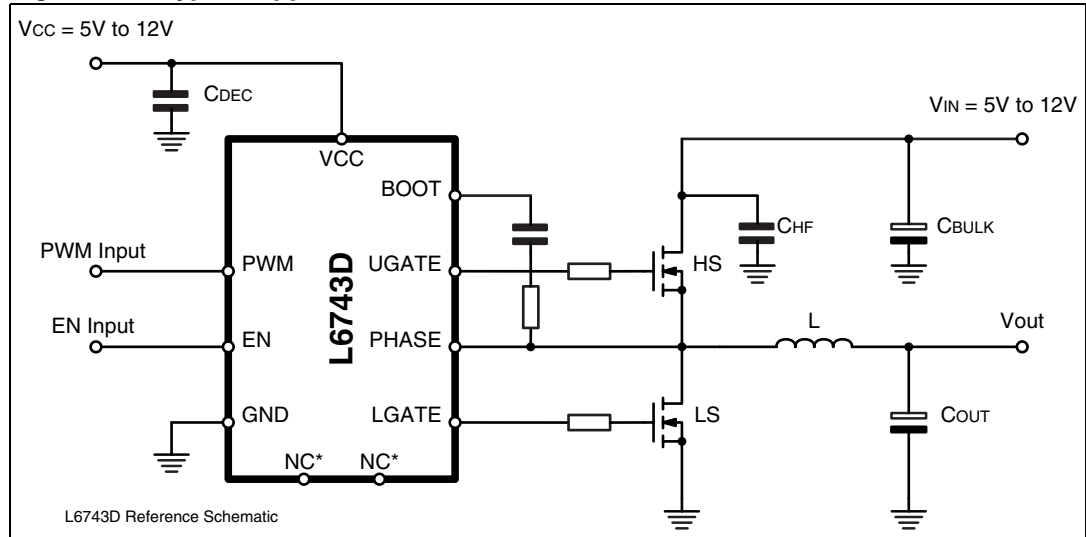 VCC = 5V to 12V
CDEC
VIN = 5V to 12V
VCC
BOOT
CHF
CBULK
PWM Input
PWM
UGATE
HS
L6743D
EN Input
EN
PHASE
L
Vout
GND
LGATE
LS
COUT
NC*
NC*
L6743D Reference Schematic